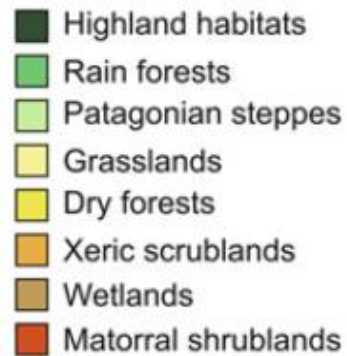 Highland habitats
Rain forests
Patagonian steppes
Grasslands
Dry forests
Xeric scrublands
Wetlands
Matorral shrublands